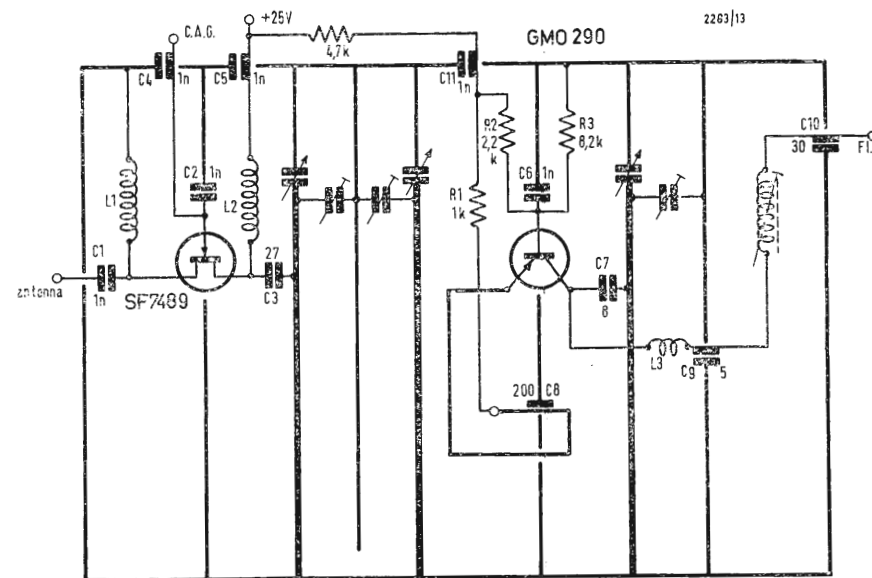 2263/13
+25V
C.A.G.
GMO 290
4,7k
C4
1n
C5
1n
C11
1n
R2
2,2
k
R3
8,2k
C10
30
F.I.
C2
1n
C6
1n
L1
L2
R1
1k
C1
1n
antenna
SF7489
27
C3
C7
8
L3
C9
5
200
C8